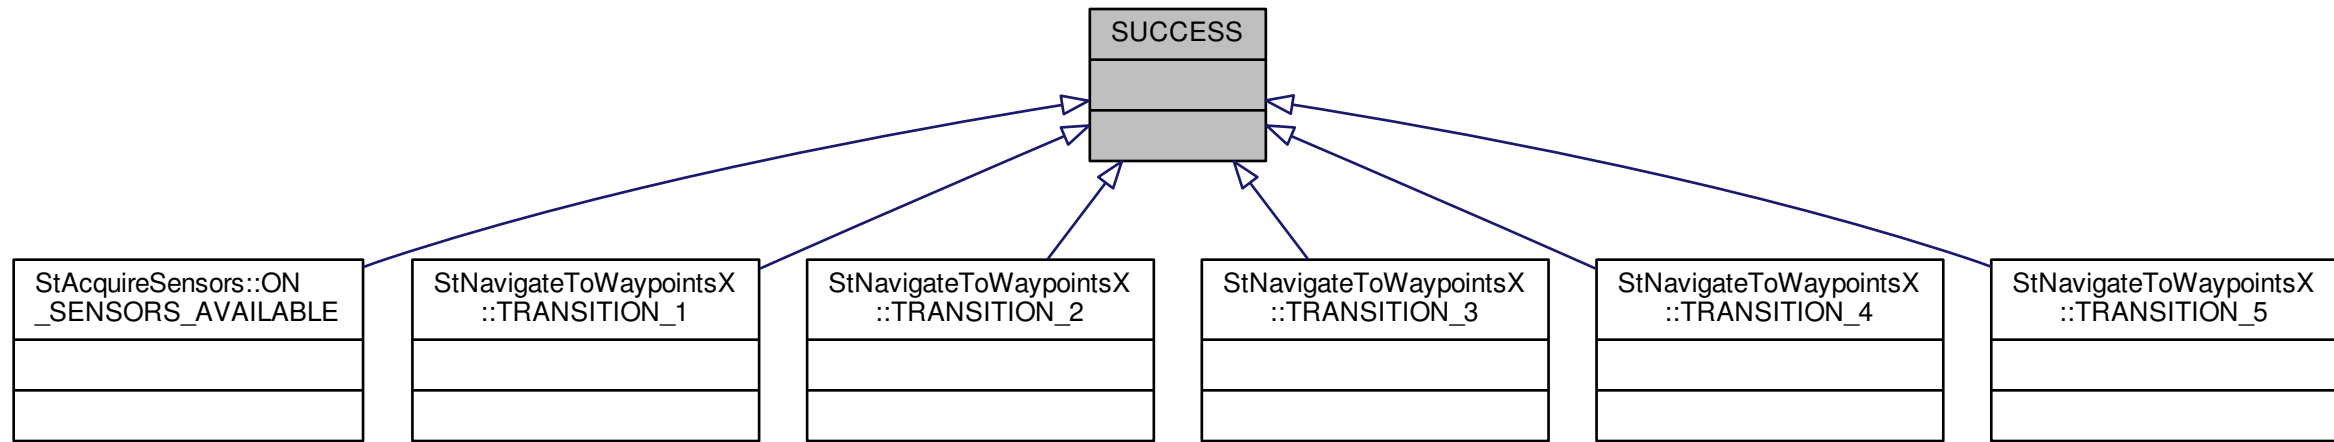 SUCCESS
StAcquireSensors::ON
_SENSORS_AVAILABLE
StNavigateToWaypointsX
::TRANSITION_1
StNavigateToWaypointsX
::TRANSITION_2
StNavigateToWaypointsX
::TRANSITION_3
StNavigateToWaypointsX
::TRANSITION_4
StNavigateToWaypointsX
::TRANSITION_5